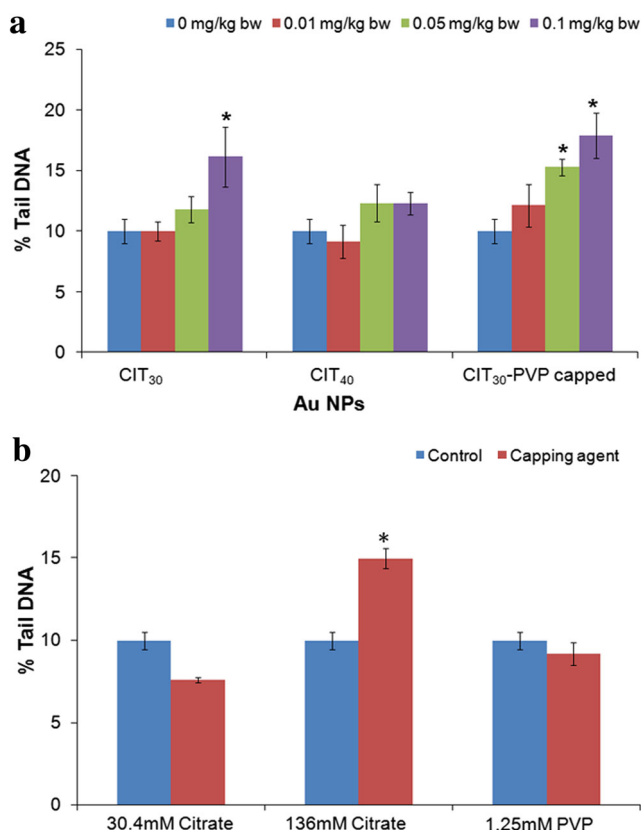 a
0 mg/kg bw 0.01 mg/kg bw 0.05 mg/kg bw 0.1 mg/kg bw
25
20
15
10
5
0
% Tail DNA
* * *
CIT₃₀ CIT₄₀ CIT₃₀-PVP capped
Au NPs
b
Control Capping agent
20
15
10
5
0
% Tail DNA
*
30.4mM Citrate 136mM Citrate 1.25mM PVP